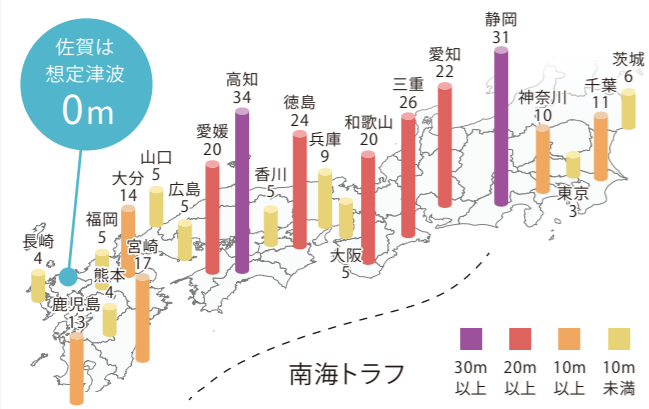 佐賀は
想定津波
0m
静岡
31
愛知
22
茨城
6
高知
34
三重
26
千葉
11
神奈川
10
徳島
24
兵庫
9
和歌山
20
愛媛
20
香川
5
山口
5
広島
5
大分
14
東京
3
福岡
5
宮崎
17
長崎
4
熊本
4
大阪
5
鹿児島
13
南海トラフ
30m
以上
20m
以上
10m
以上
10m
未満